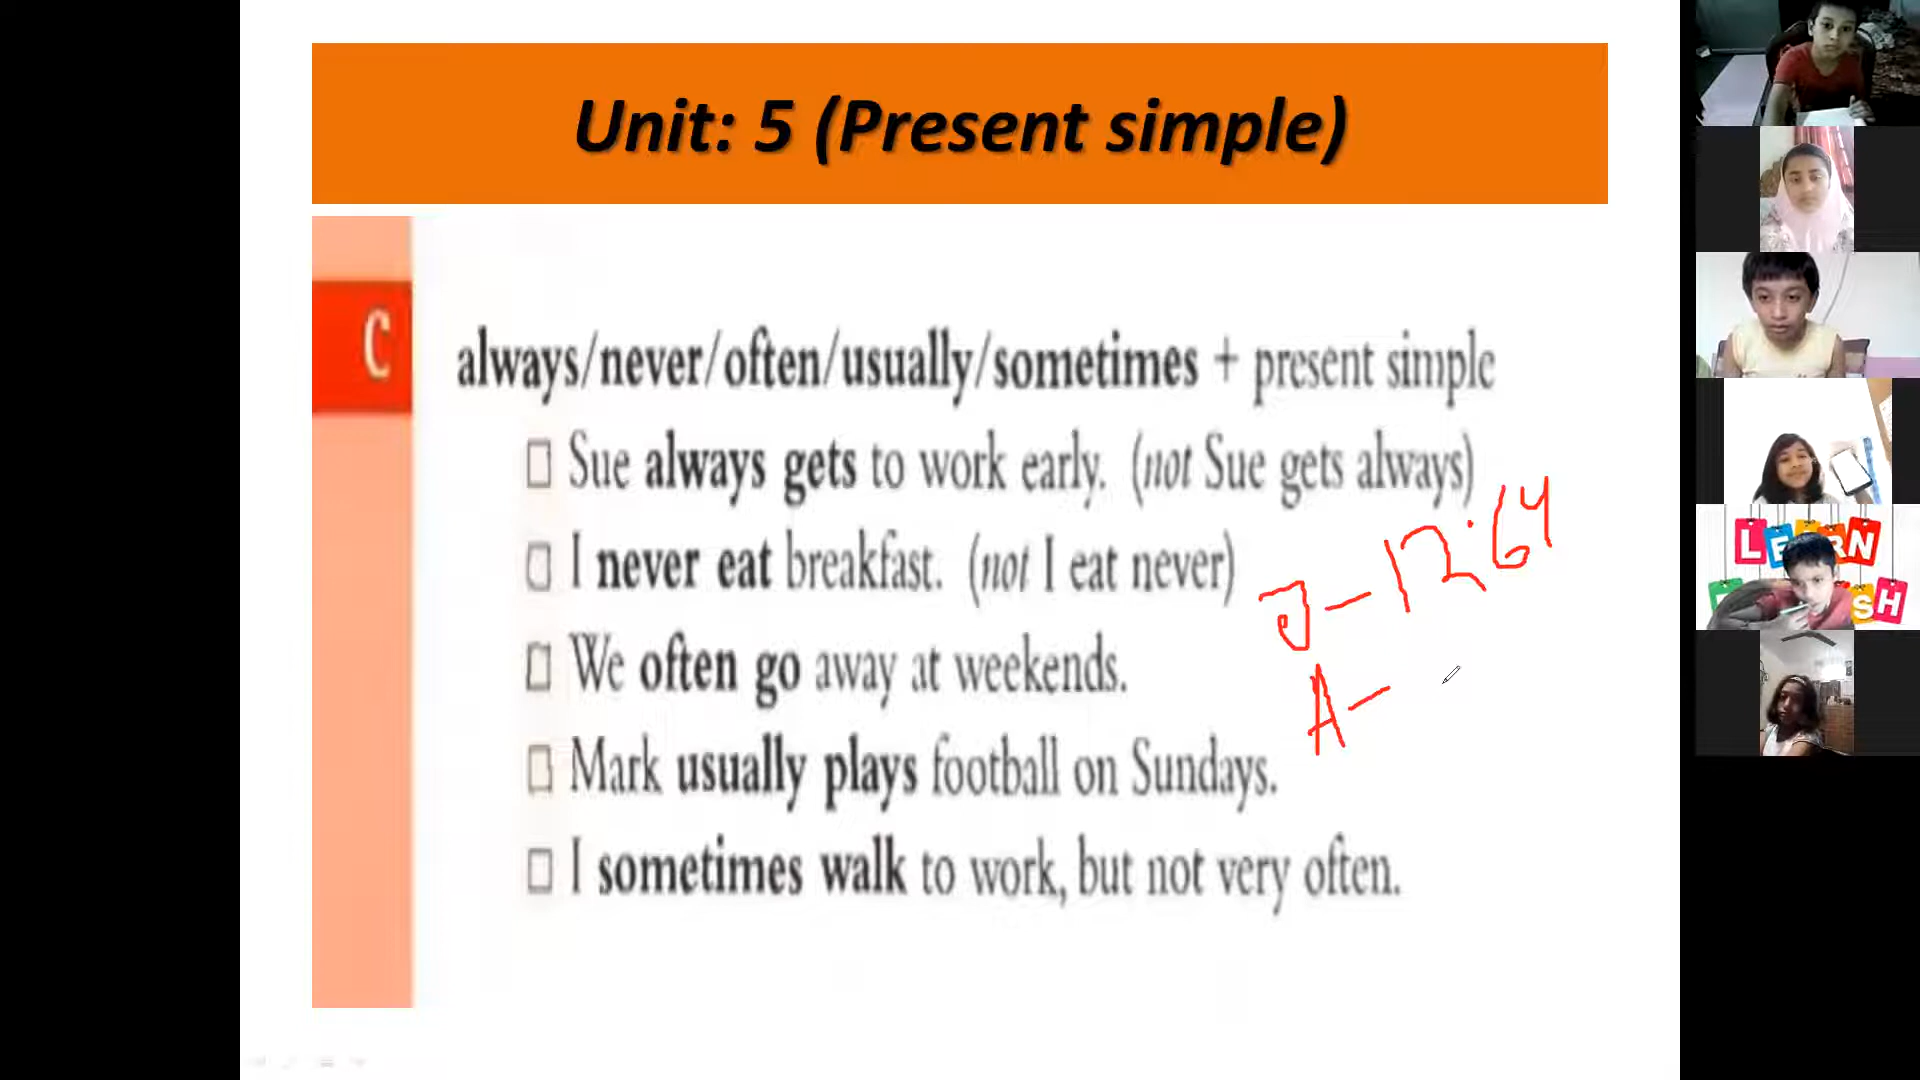 Unit: 5 (Present simple)
C
always/never/often/usually/sometimes + present simple
Sue always gets to work early. (not Sue gets always)
I never eat breakfast. (not I eat never)
We often go away at weekends.
Mark usually plays football on Sundays.
I sometimes walk to work, but not very often.
J - 12:64
A -
LEARN
SH